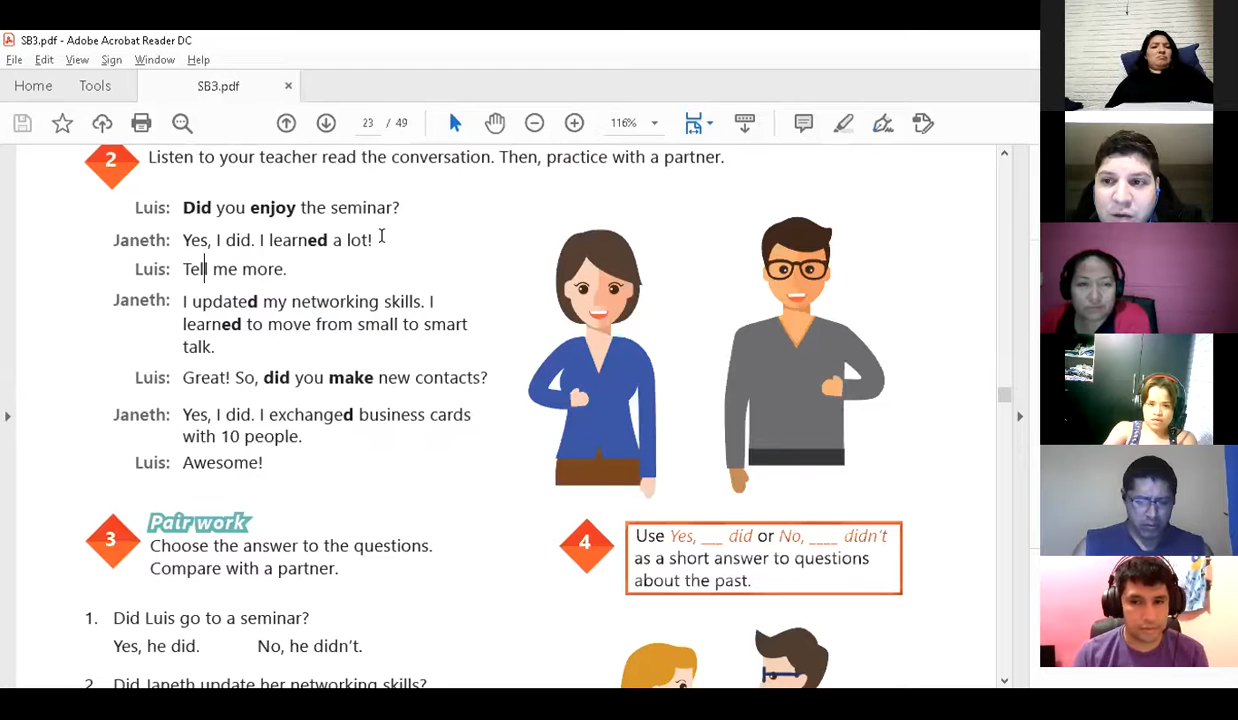 SB3.pdf - Adobe Acrobat Reader DC
File Edit View Sign Window Help
Home Tools SB3.pdf ×
23 / 49 116%
2 Listen to your teacher read the conversation. Then, practice with a partner.
Luis: Did you enjoy the seminar?
Janeth: Yes, I did. I learned a lot!
Luis: Tell me more.
Janeth: I updated my networking skills. I
learned to move from small to smart
talk.
Luis: Great! So, did you make new contacts?
Janeth: Yes, I did. I exchanged business cards
with 10 people.
Luis: Awesome!
3 Pair work
Choose the answer to the questions.
Compare with a partner.
1. Did Luis go to a seminar?
Yes, he did. No, he didn't.
2. Did Janeth update her networking skills?
4 Use Yes, ___ did or No, ____ didn't
as a short answer to questions
about the past.